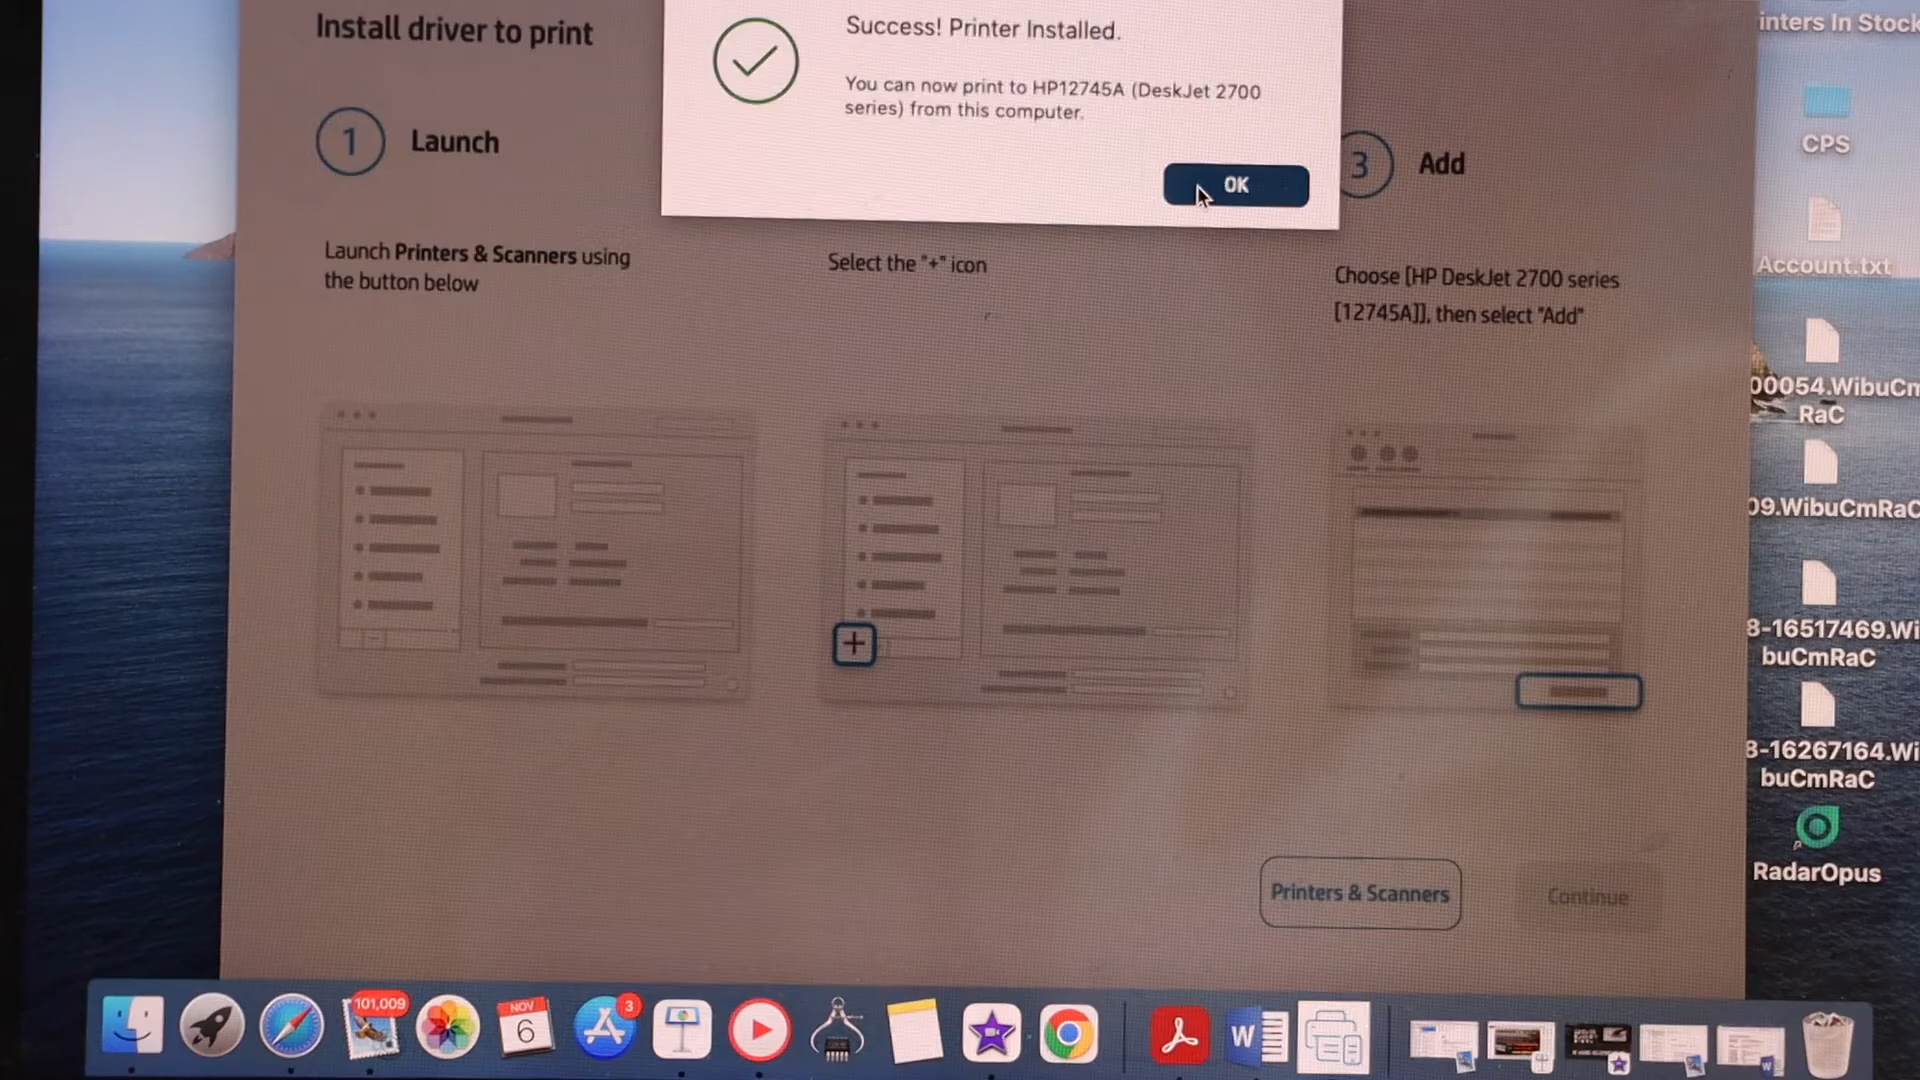 Install driver to print
Success! Printer Installed.
You can now print to HP12745A (DeskJet 2700
series) from this computer.
OK
1 Launch
3 Add
Launch Printers & Scanners using
the button below
Select the "+" icon
Choose [HP DeskJet 2700 series
[12745A]], then select "Add"
+
Printers & Scanners
Continue
inters In Stock
CPS
Account.txt
00054.WibuCm
RaC
09.WibuCmRaC
8-16517469.Wi
buCmRaC
8-16267164.Wi
buCmRaC
RadarOpus
101,009
NOV
6
3
W